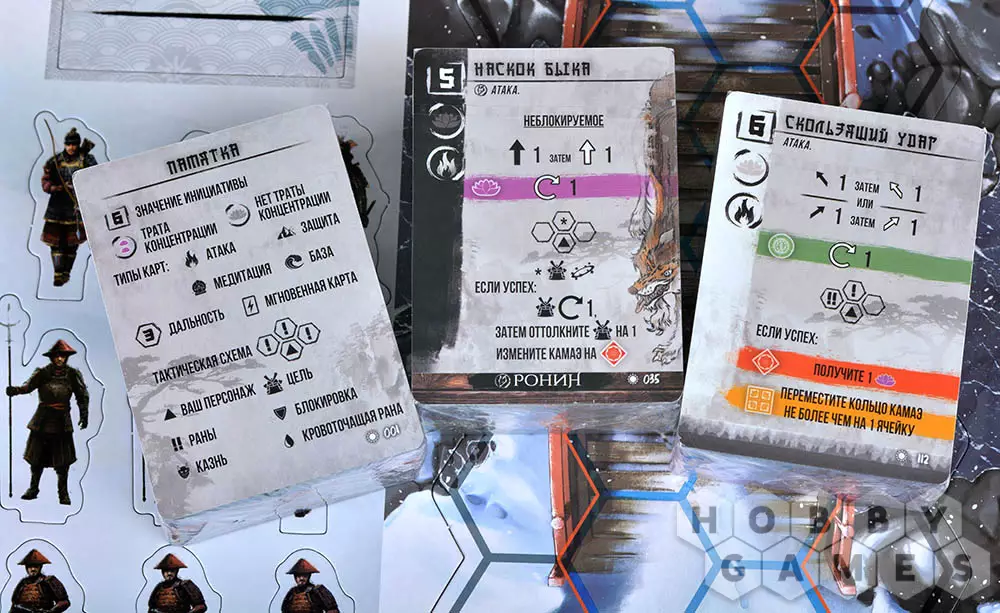 ПАМЯТКА
6 ЗНАЧЕНИЕ ИНИЦИАТИВЫ
ТРАТА КОНЦЕНТРАЦИИ
НЕТ ТРАТЫ КОНЦЕНТРАЦИИ
ТИПЫ КАРТ: АТАКА
ЗАЩИТА
МЕДИТАЦИЯ
БАЗА
3 ДАЛЬНОСТЬ
МГНОВЕННАЯ КАРТА
ТАКТИЧЕСКАЯ СХЕМА ! !
ВАШ ПЕРСОНАЖ
ЦЕЛЬ
!! РАНЫ
БЛОКИРОВКА
КАЗНЬ
КРОВОТОЧАЩАЯ РАНА
001
5 НАСКОК БЫКА
АТАКА.
НЕБЛОКИРУЕМОЕ
1 ЗАТЕМ 1
1
*
*
ЕСЛИ УСПЕХ:
1,
ЗАТЕМ ОТТОЛКНИТЕ НА 1
ИЗМЕНИТЕ КАМАЭ НА
РОНИН 035
6 СКОЛЬЗЯЩИЙ УДАР
АТАКА.
1 ЗАТЕМ 1
ИЛИ
1 ЗАТЕМ 1
1
!! !
ЕСЛИ УСПЕХ:
ПОЛУЧИТЕ 1
ПЕРЕМЕСТИТЕ КОЛЬЦО КАМАЭ
НЕ БОЛЕЕ ЧЕМ НА 1 ЯЧЕЙКУ
112
HOBBY
GAMES